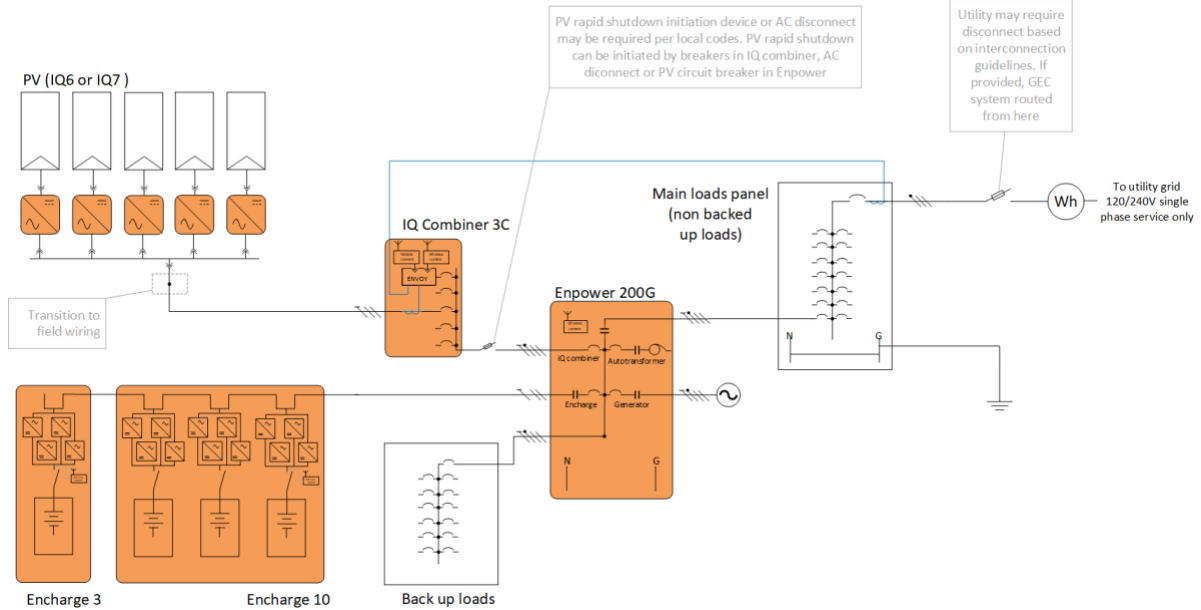 PV rapid shutdown initiation device or AC disconnect
may be required per local codes. PV rapid shutdown
can be initiated by breakers in IQ combiner, AC
diconnect or PV circuit breaker in Enpower
Utility may require
disconnect based
on interconnection
guidelines. If
provided, GEC
system routed
from here
PV (IQ6 or IQ7 )
Main loads panel
(non backed
up loads)
Wh
To utility grid
120/240V single
phase service only
IQ Combiner 3C
ENVOY
Transition to
field wiring
Enpower 200G
N
G
iQ combiner
Autotransformer
Encharge
Generator
N
G
Encharge 3
Encharge 10
Back up loads